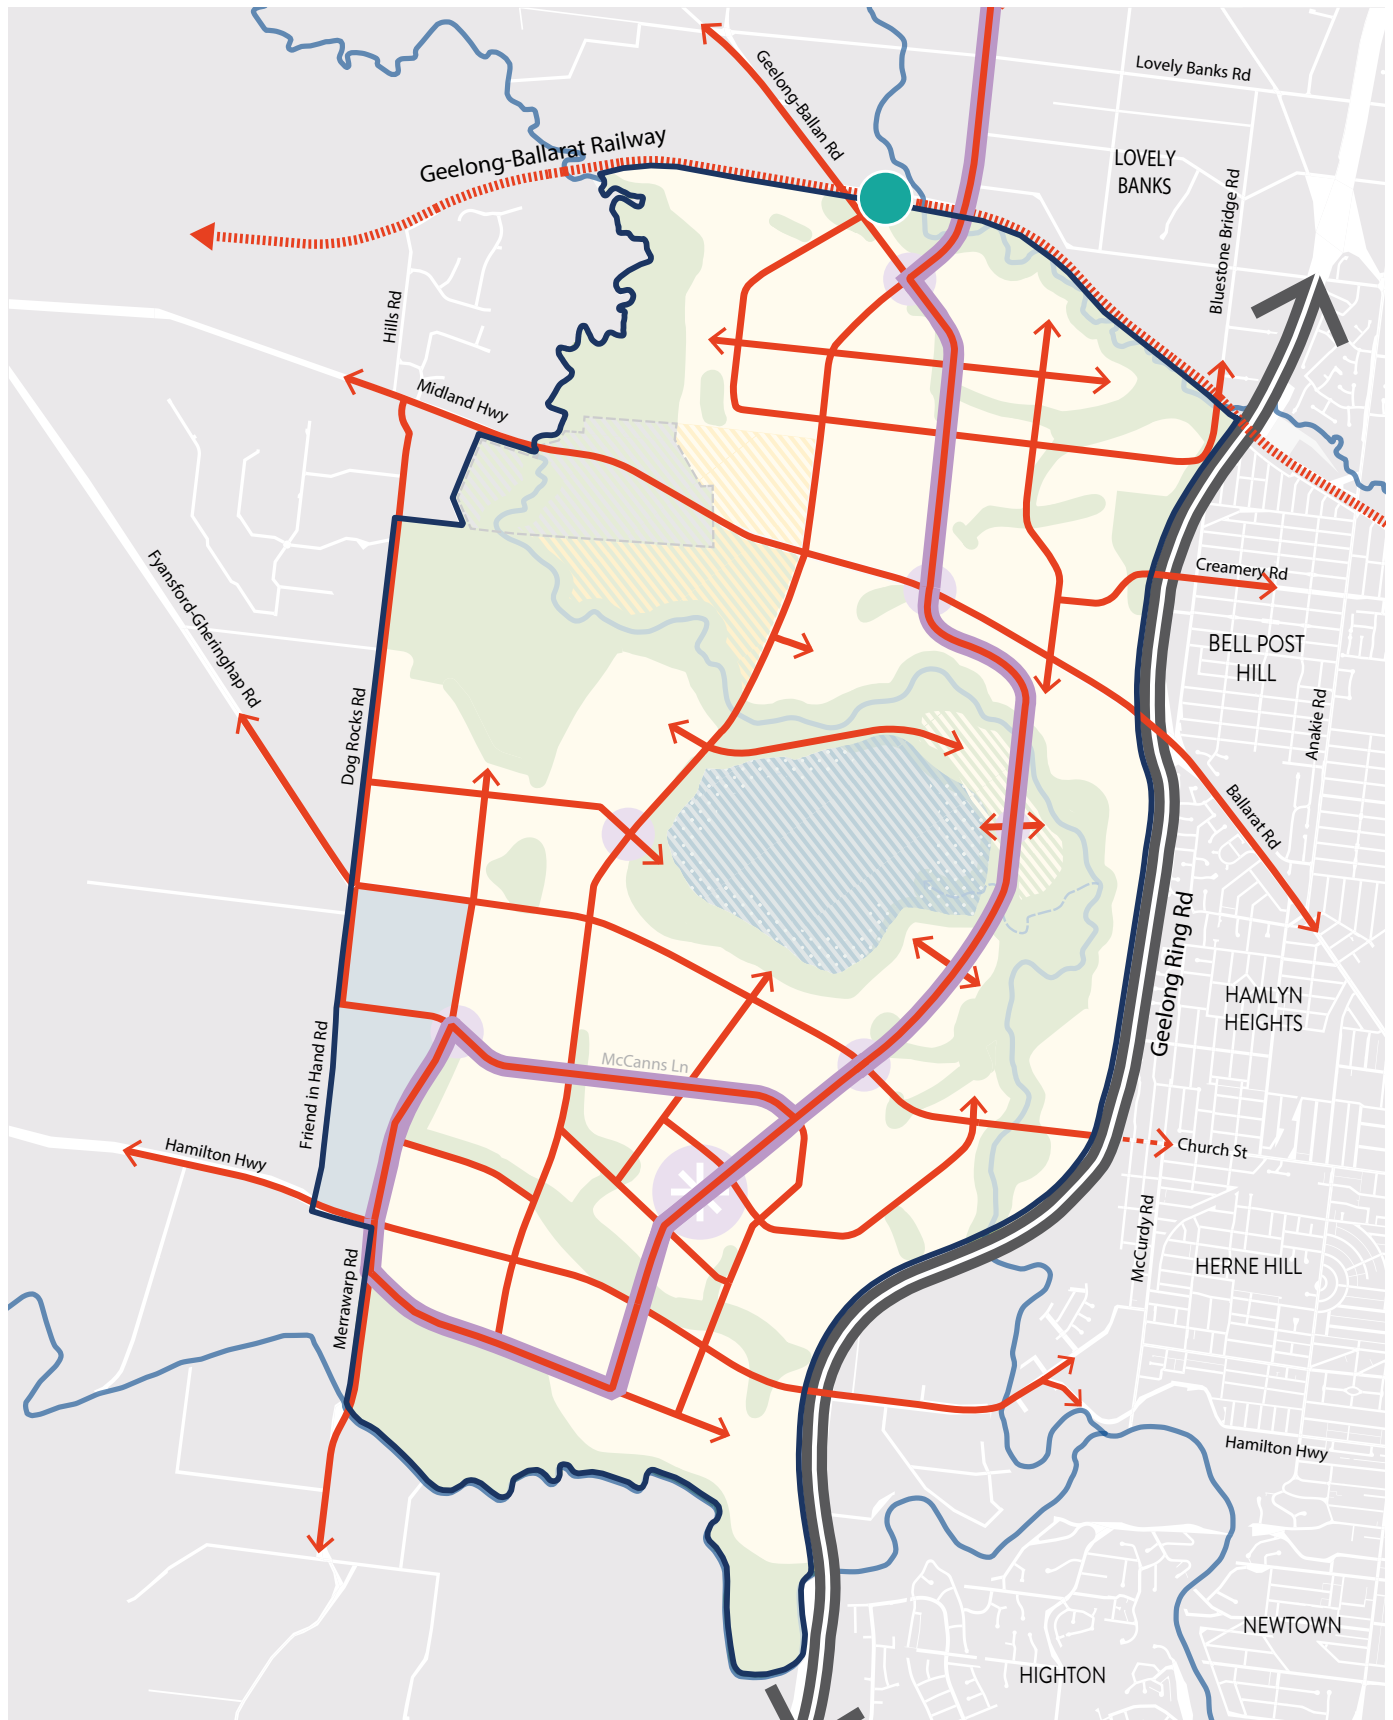 Geelong-Ballan Rd
Lovely Banks Rd
Geelong-Ballarat Railway
LOVELY
BANKS
Bluestone Bridge Rd
Hills Rd
Midland Hwy
Fyansford-Gheringhap Rd
Creamery Rd
BELL POST
HILL
Dog Rocks Rd
Anakie Rd
Ballarat Rd
Geelong Ring Rd
HAMLYN
HEIGHTS
Friend in Hand Rd
McCanns Ln
Hamilton Hwy
Church St
McCurdy Rd
HERNE HILL
Merrawarp Rd
Hamilton Hwy
NEWTOWN
HIGHTON